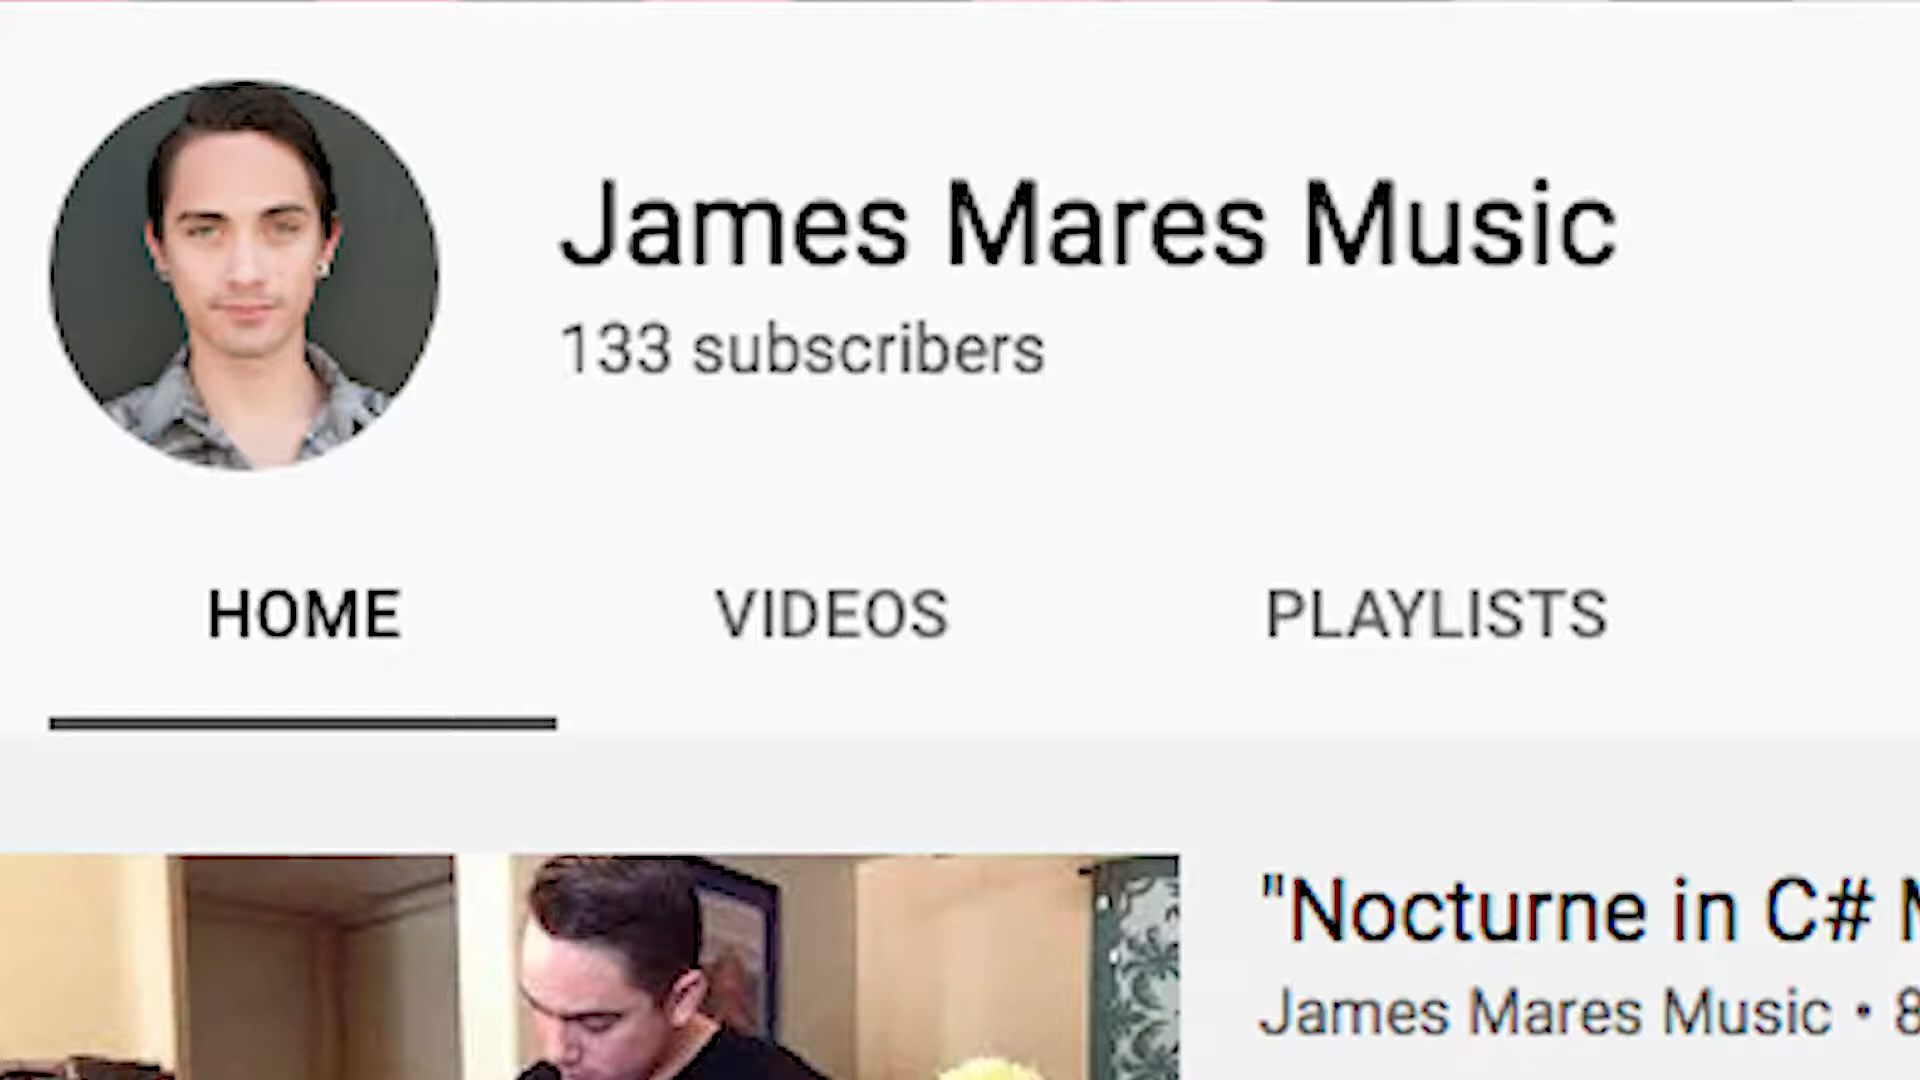 James Mares Music
133 subscribers
HOME VIDEOS PLAYLISTS
"Nocturne in C#
James Mares Music •